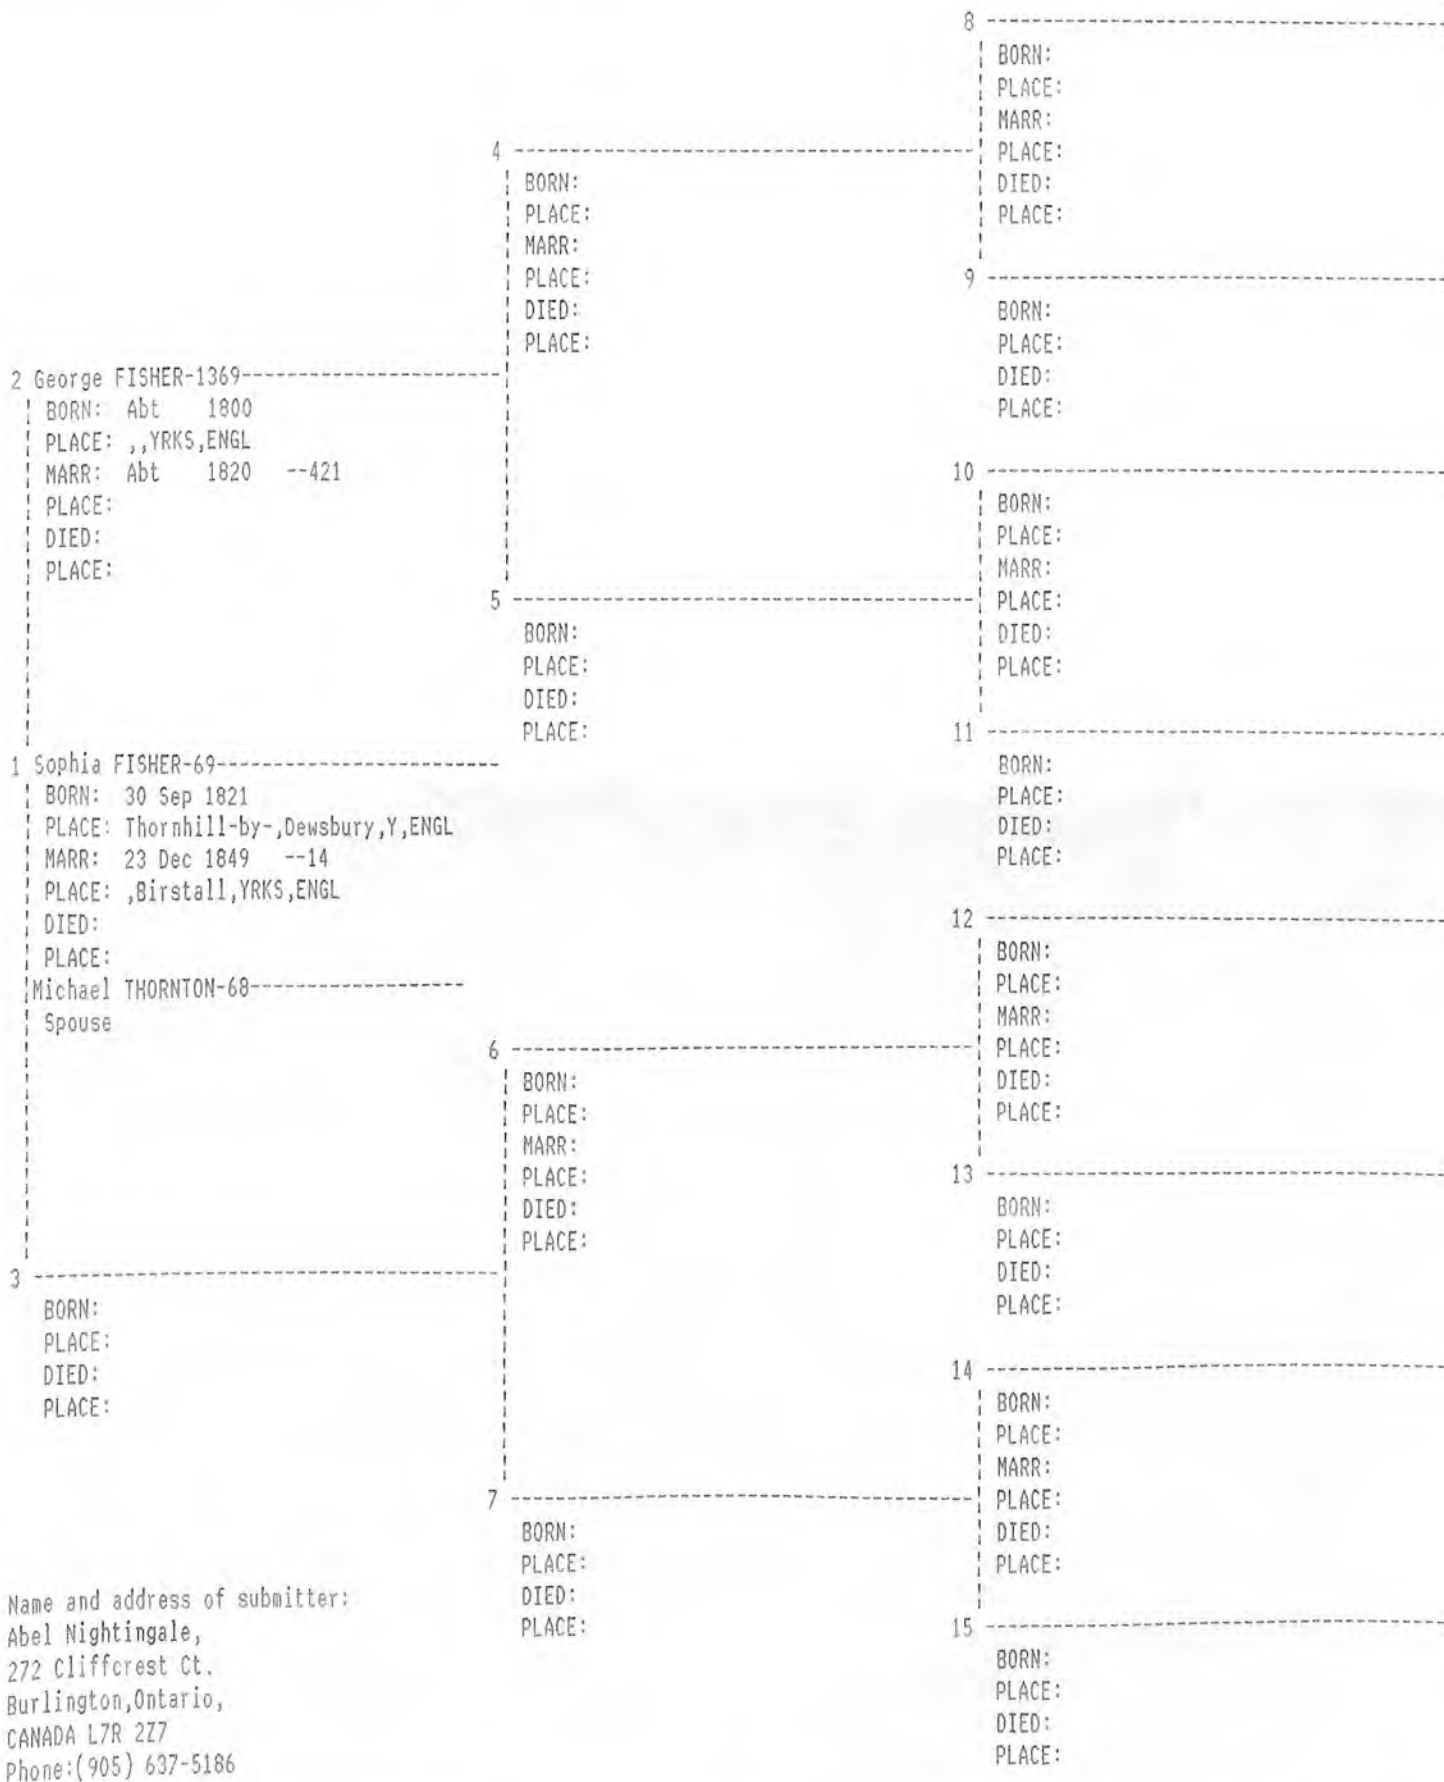 8
BORN:
PLACE:
MARR:
PLACE:
DIED:
PLACE:
4
BORN:
PLACE:
MARR:
PLACE:
DIED:
PLACE:
9
BORN:
PLACE:
DIED:
PLACE:
2 George FISHER-1369
BORN: Abt 1800
PLACE: ,,YRKS,ENGL
MARR: Abt 1820 --421
PLACE:
DIED:
PLACE:
10
BORN:
PLACE:
MARR:
PLACE:
DIED:
PLACE:
5
BORN:
PLACE:
DIED:
PLACE:
11
BORN:
PLACE:
DIED:
PLACE:
1 Sophia FISHER-69
BORN: 30 Sep 1821
PLACE: Thornhill-by-,Dewsbury,Y,ENGL
MARR: 23 Dec 1849 --14
PLACE: ,Birstall,YRKS,ENGL
DIED:
PLACE:
Michael THORNTON-68
Spouse
12
BORN:
PLACE:
MARR:
PLACE:
DIED:
PLACE:
6
BORN:
PLACE:
MARR:
PLACE:
DIED:
PLACE:
13
BORN:
PLACE:
DIED:
PLACE:
3
BORN:
PLACE:
DIED:
PLACE:
14
BORN:
PLACE:
MARR:
PLACE:
DIED:
PLACE:
7
BORN:
PLACE:
DIED:
PLACE:
15
BORN:
PLACE:
DIED:
PLACE:
Name and address of submitter:
Abel Nightingale,
272 Cliffcrest Ct.
Burlington,Ontario,
CANADA L7R 2Z7
Phone:(905) 637-5186